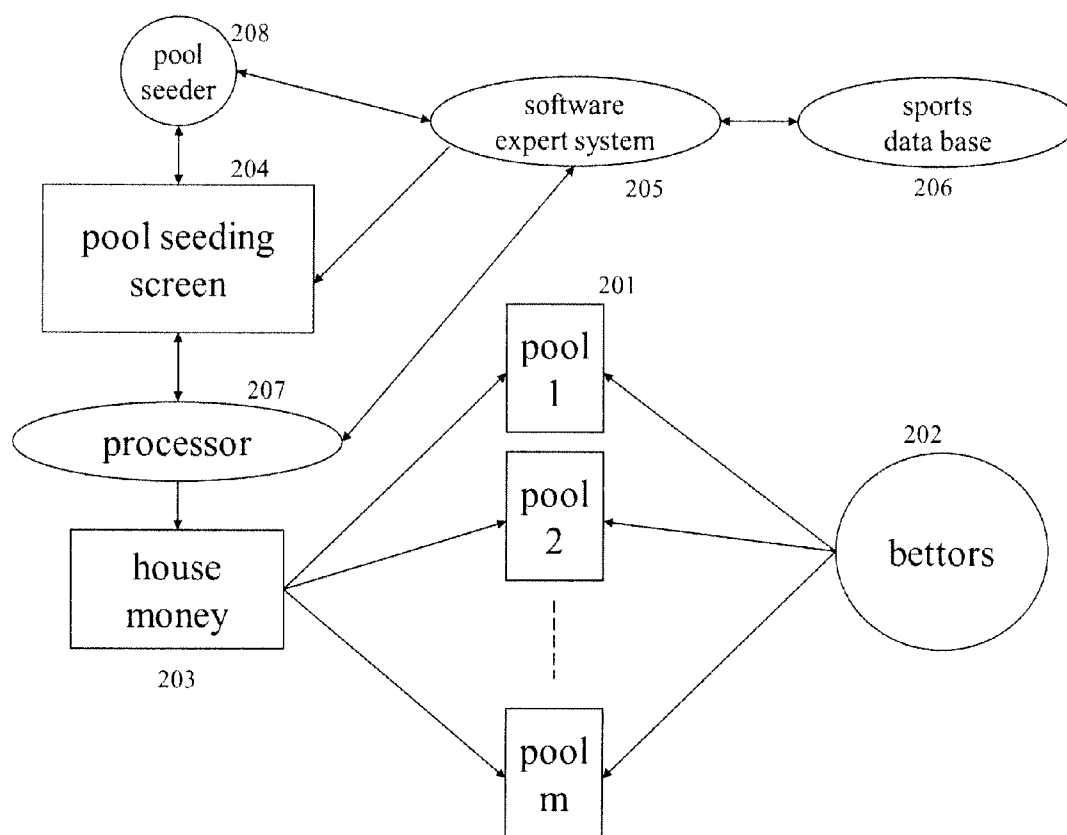 208
pool
seeder
software
expert system
205
sports
data base
206
204
pool seeding
screen
201
pool
1
207
processor
pool
2
202
bettors
house
money
203
pool
m